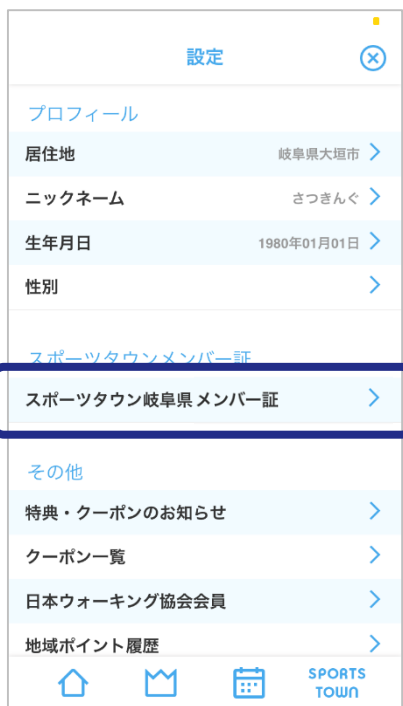 設定
プロフィール
居住地 岐阜県大垣市
ニックネーム さつきんぐ
生年月日 1980年01月01日
性別
スポーツタウンメンバー証
スポーツタウン岐阜県 メンバー証
その他
特典・クーポンのお知らせ
クーポン一覧
日本ウォーキング協会会員
地域ポイント履歴
SPORTS
TOWN